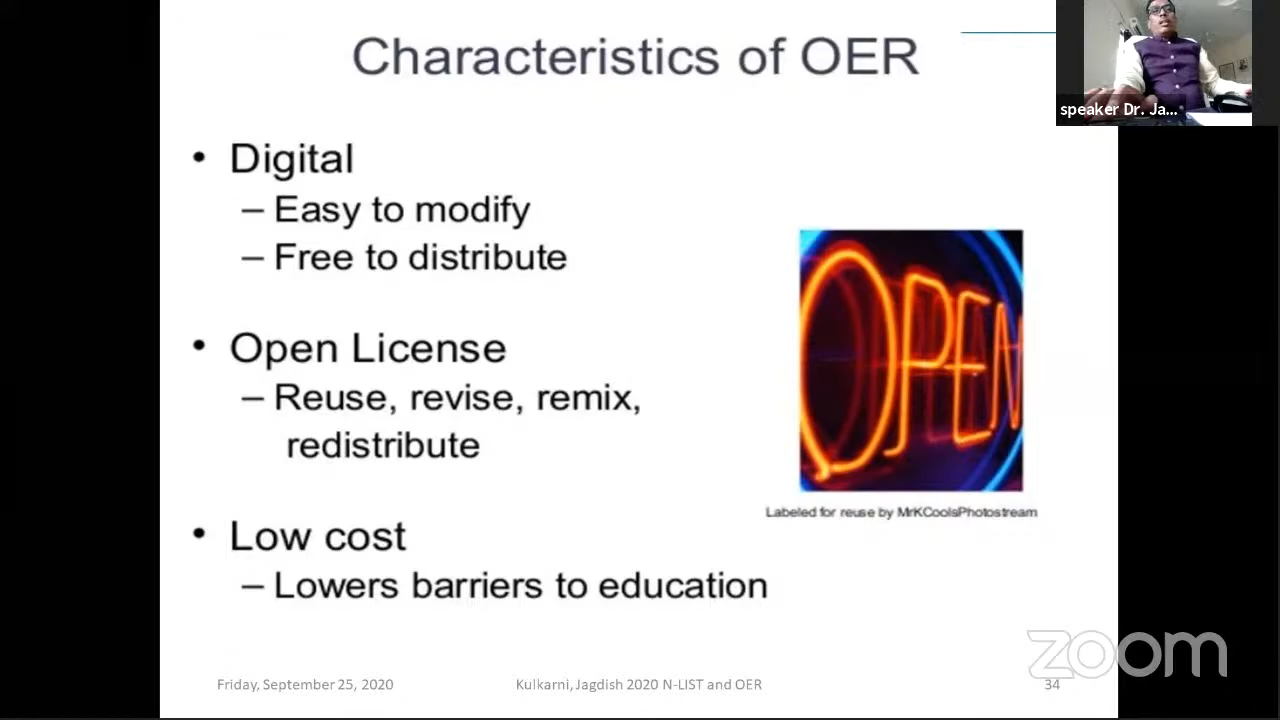 Characteristics of OER
speaker Dr. Ja...
• Digital
– Easy to modify
– Free to distribute
• Open License
– Reuse, revise, remix,
redistribute
• Low cost
– Lowers barriers to education
OPEN
Labeled for reuse by MrKCoolsPhotostream
zoom
Friday, September 25, 2020
Kulkarni, Jagdish 2020 N-LIST and OER
34